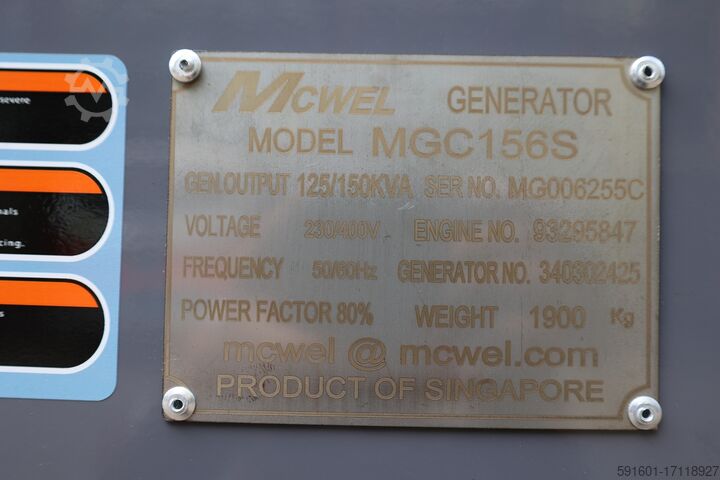 severe
nals
cing.
s
MCWEL GENERATOR
MODEL MGC156S
GEN.OUTPUT 125/150KVA SER NO. MG006255C
VOLTAGE 230/400V ENGINE NO. 93295847
FREQUENCY 50/60Hz GENERATOR NO. 340302425
POWER FACTOR 80% WEIGHT 1900 Kg
mcwel @ mcwel.com
PRODUCT OF SINGAPORE
591601-17118927